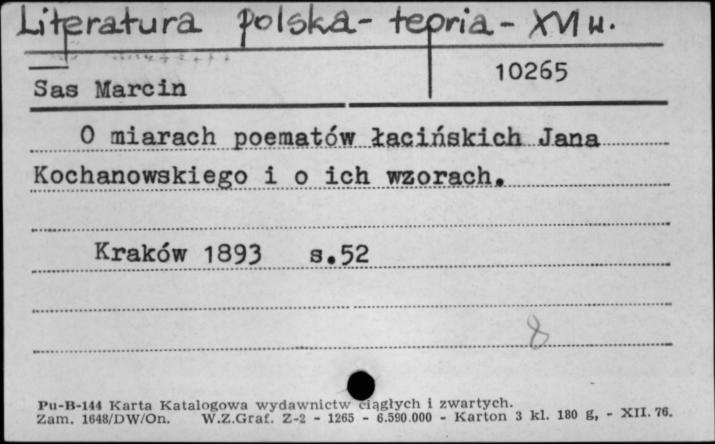 Literatura polska - teoria - XVI w.
10265
Sas Marcin
O miarach poematów łacińskich Jana
Kochanowskiego i o ich wzorach.
Kraków 1893 s.52
8
Pu-B-144 Karta Katalogowa wydawnictw ciągłych i zwartych.
Zam. 1648/DW/On. W.Z.Graf. Z-2 - 1265 - 6.590.000 - Karton 3 kl. 180 g, - XII. 76.